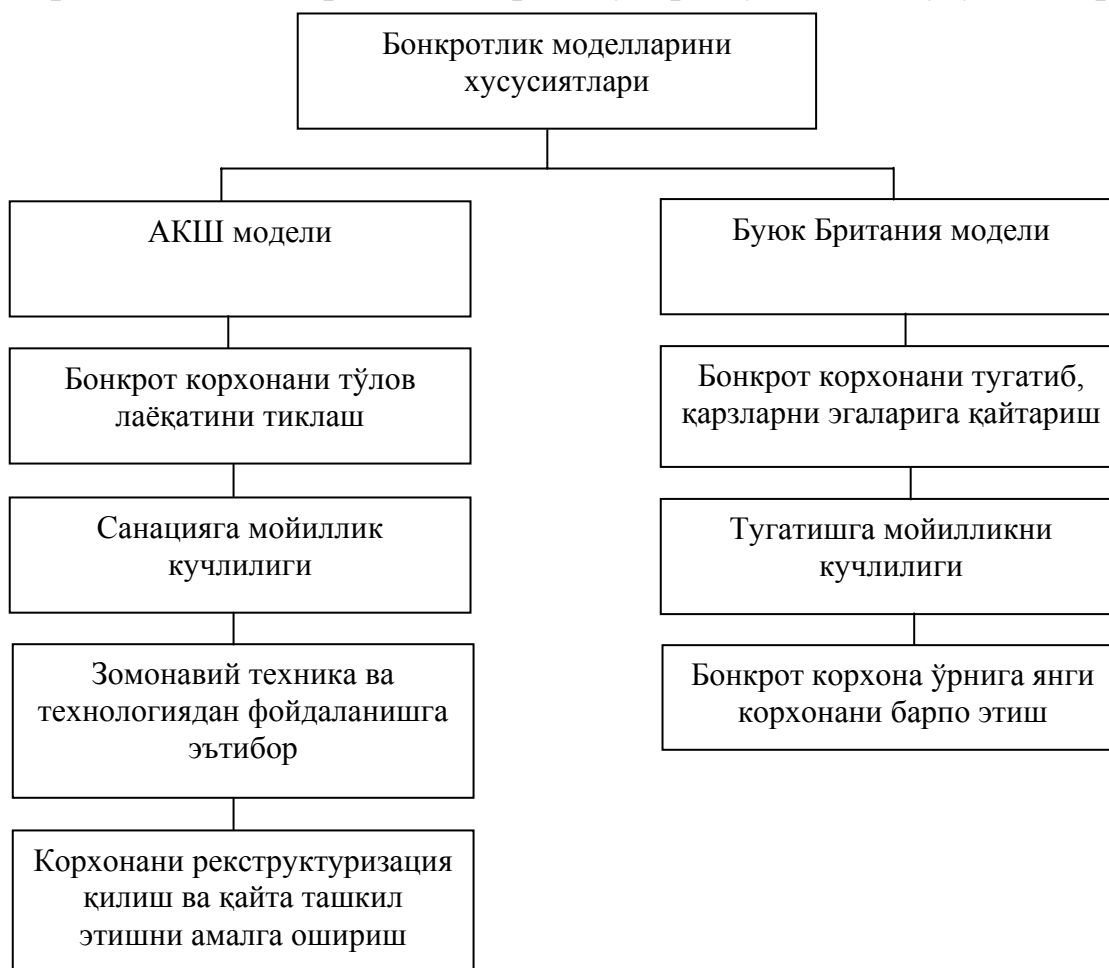 Бонкротлик моделларини
хусусиятлари
АКШ модели
Буюк Британия модели
Бонкрот корхонани тўлов
лаёқатини тиклаш
Бонкрот корхонани тугатиб,
қарзларни эгаларига қайтариш
Санацияга мойиллик
кучлилиги
Тугатишга мойилликни
кучлилиги
Зомонавий техника ва
технологиядан фойдаланишга
эътибор
Бонкрот корхона ўрнига янги
корхонани барпо этиш
Корхонани рекструктуризация
қилиш ва қайта ташкил
этишни амалга ошириш